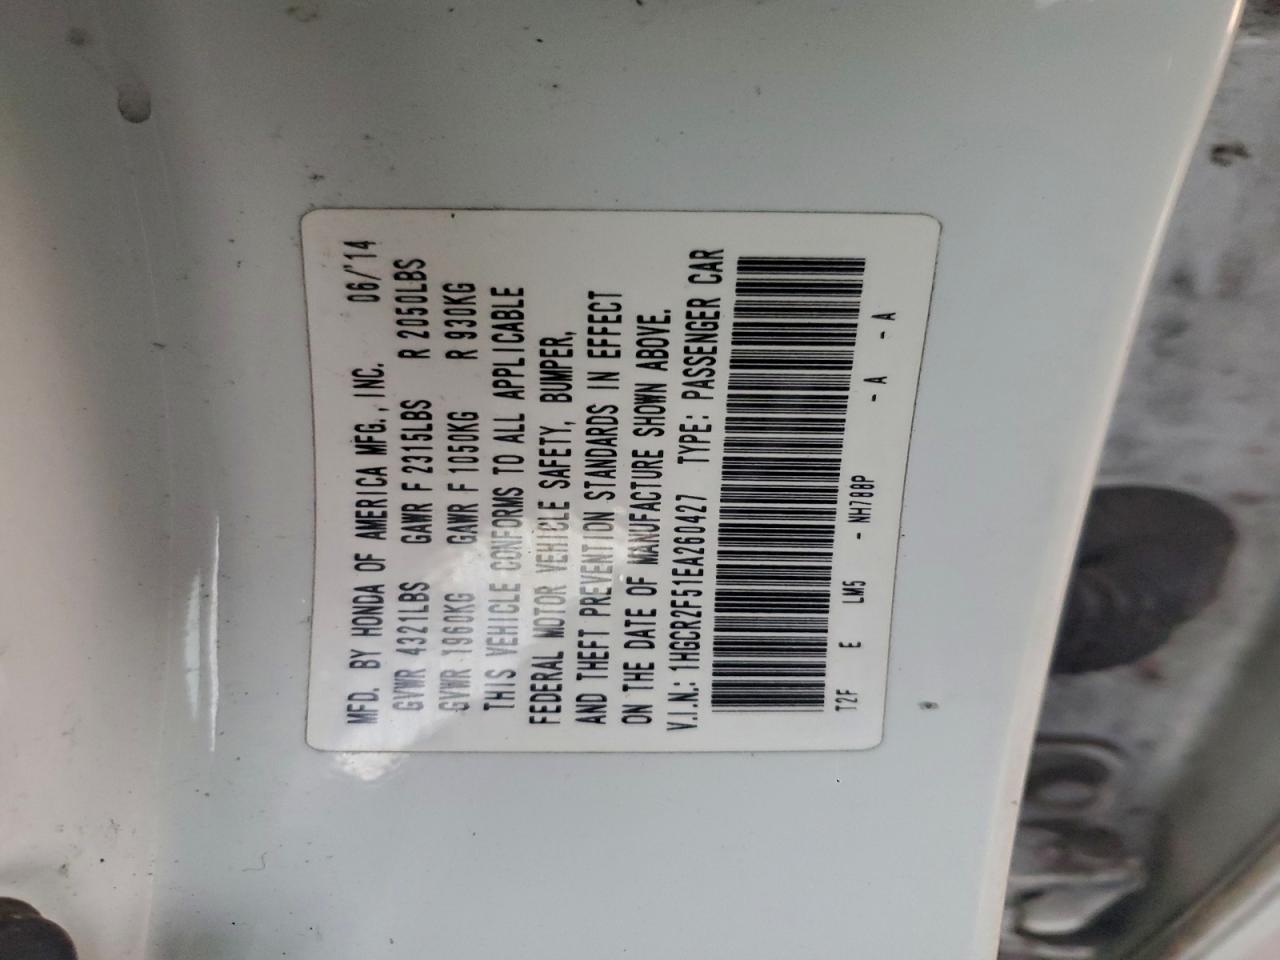 MFD. BY HONDA OF AMERICA MFG., INC. 06/'14
GVWR 4321LBS GAWR F 2315LBS R 2050LBS
GVWR 1960KG GAWR F 1050KG R 930KG
THIS VEHICLE CONFORMS TO ALL APPLICABLE
FEDERAL MOTOR VEHICLE SAFETY, BUMPER,
AND THEFT PREVENTION STANDARDS IN EFFECT
ON THE DATE OF MANUFACTURE SHOWN ABOVE.
V.I.N.: 1HGCR2F51EA260427 TYPE: PASSENGER CAR
T2F E LM5 - NH788P - A - A